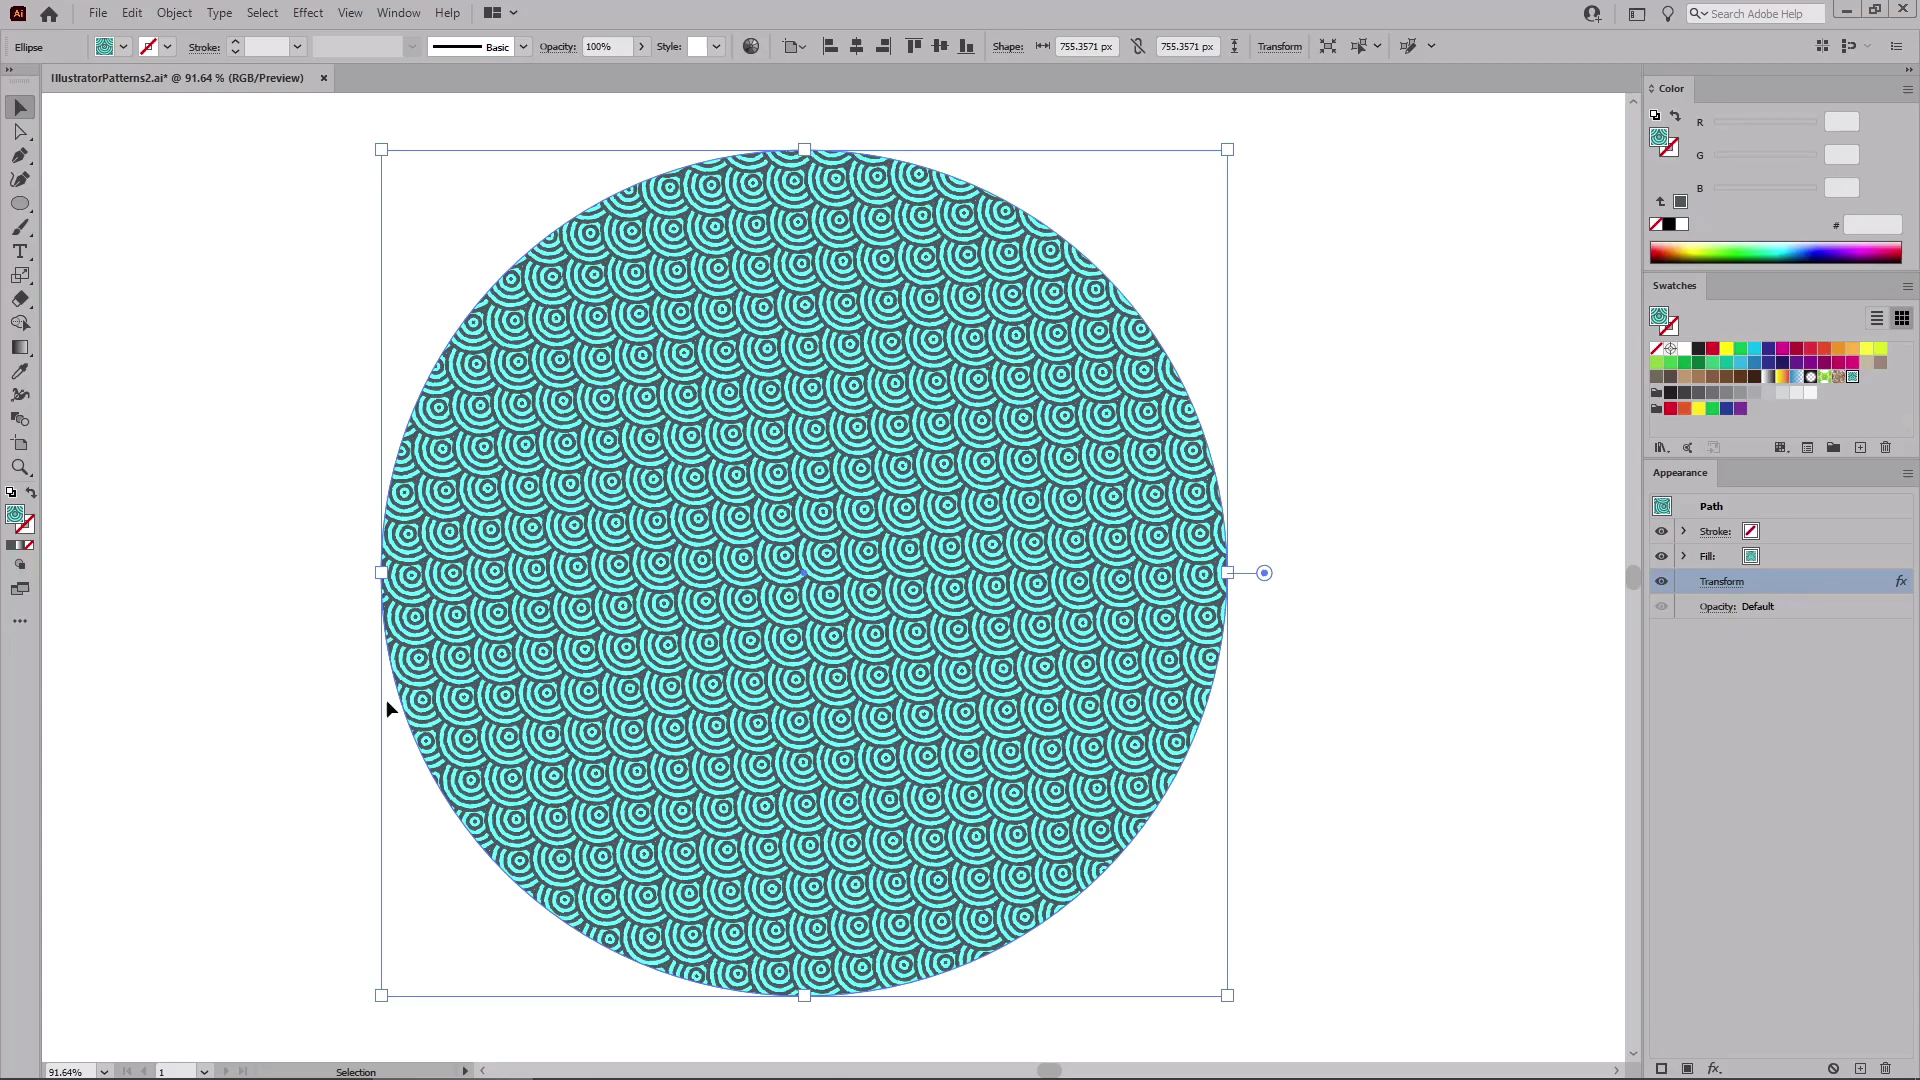 Ai File Edit Object Type Select Effect View Window Help Search Adobe Help
Ellipse Stroke: Basic Opacity: 100% Style: Shape: 755.3571 px 755.3571 px Transform
IllustratorPatterns2.ai* @ 91.64 % (RGB/Preview)
Color
R
G
B
#
Swatches
Appearance
Path
Stroke:
Fill:
Transform fx
Opacity: Default
91.64% 1 Selection
fx